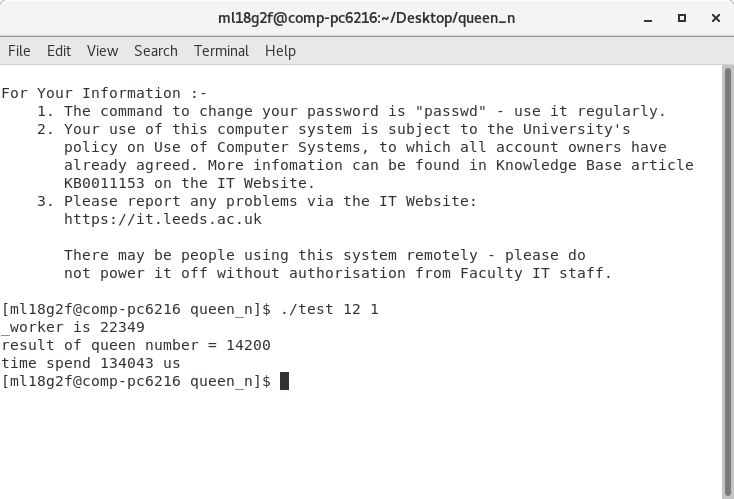 ml18g2f@comp-pc6216:~/Desktop/queen_n
File Edit View Search Terminal Help
For Your Information :-
1. The command to change your password is "passwd" - use it regularly.
2. Your use of this computer system is subject to the University's
policy on Use of Computer Systems, to which all account owners have
already agreed. More infomation can be found in Knowledge Base article
KB0011153 on the IT Website.
3. Please report any problems via the IT Website:
https://it.leeds.ac.uk
There may be people using this system remotely - please do
not power it off without authorisation from Faculty IT staff.
[ml18g2f@comp-pc6216 queen_n]$ ./test 12 1
_worker is 22349
result of queen number = 14200
time spend 134043 us
[ml18g2f@comp-pc6216 queen_n]$